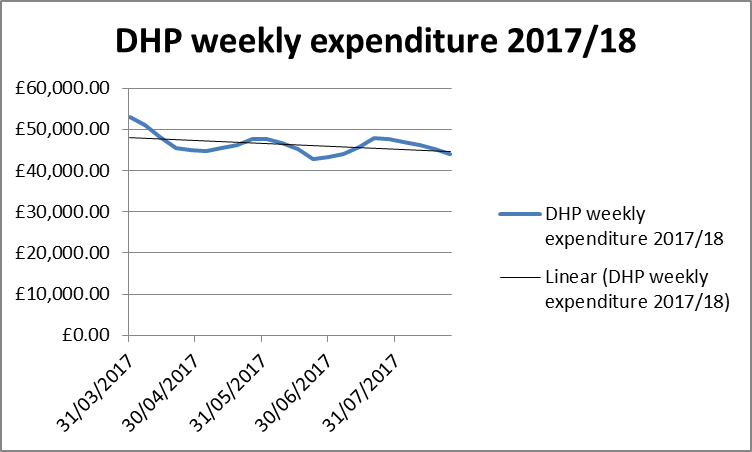 DHP weekly expenditure 2017/18
£60,000.00
£50,000.00
£40,000.00
£30,000.00
£20,000.00
£10,000.00
£0.00
31/03/2017
30/04/2017
31/05/2017
30/06/2017
31/07/2017
DHP weekly
expenditure 2017/18
Linear (DHP weekly
expenditure 2017/18)